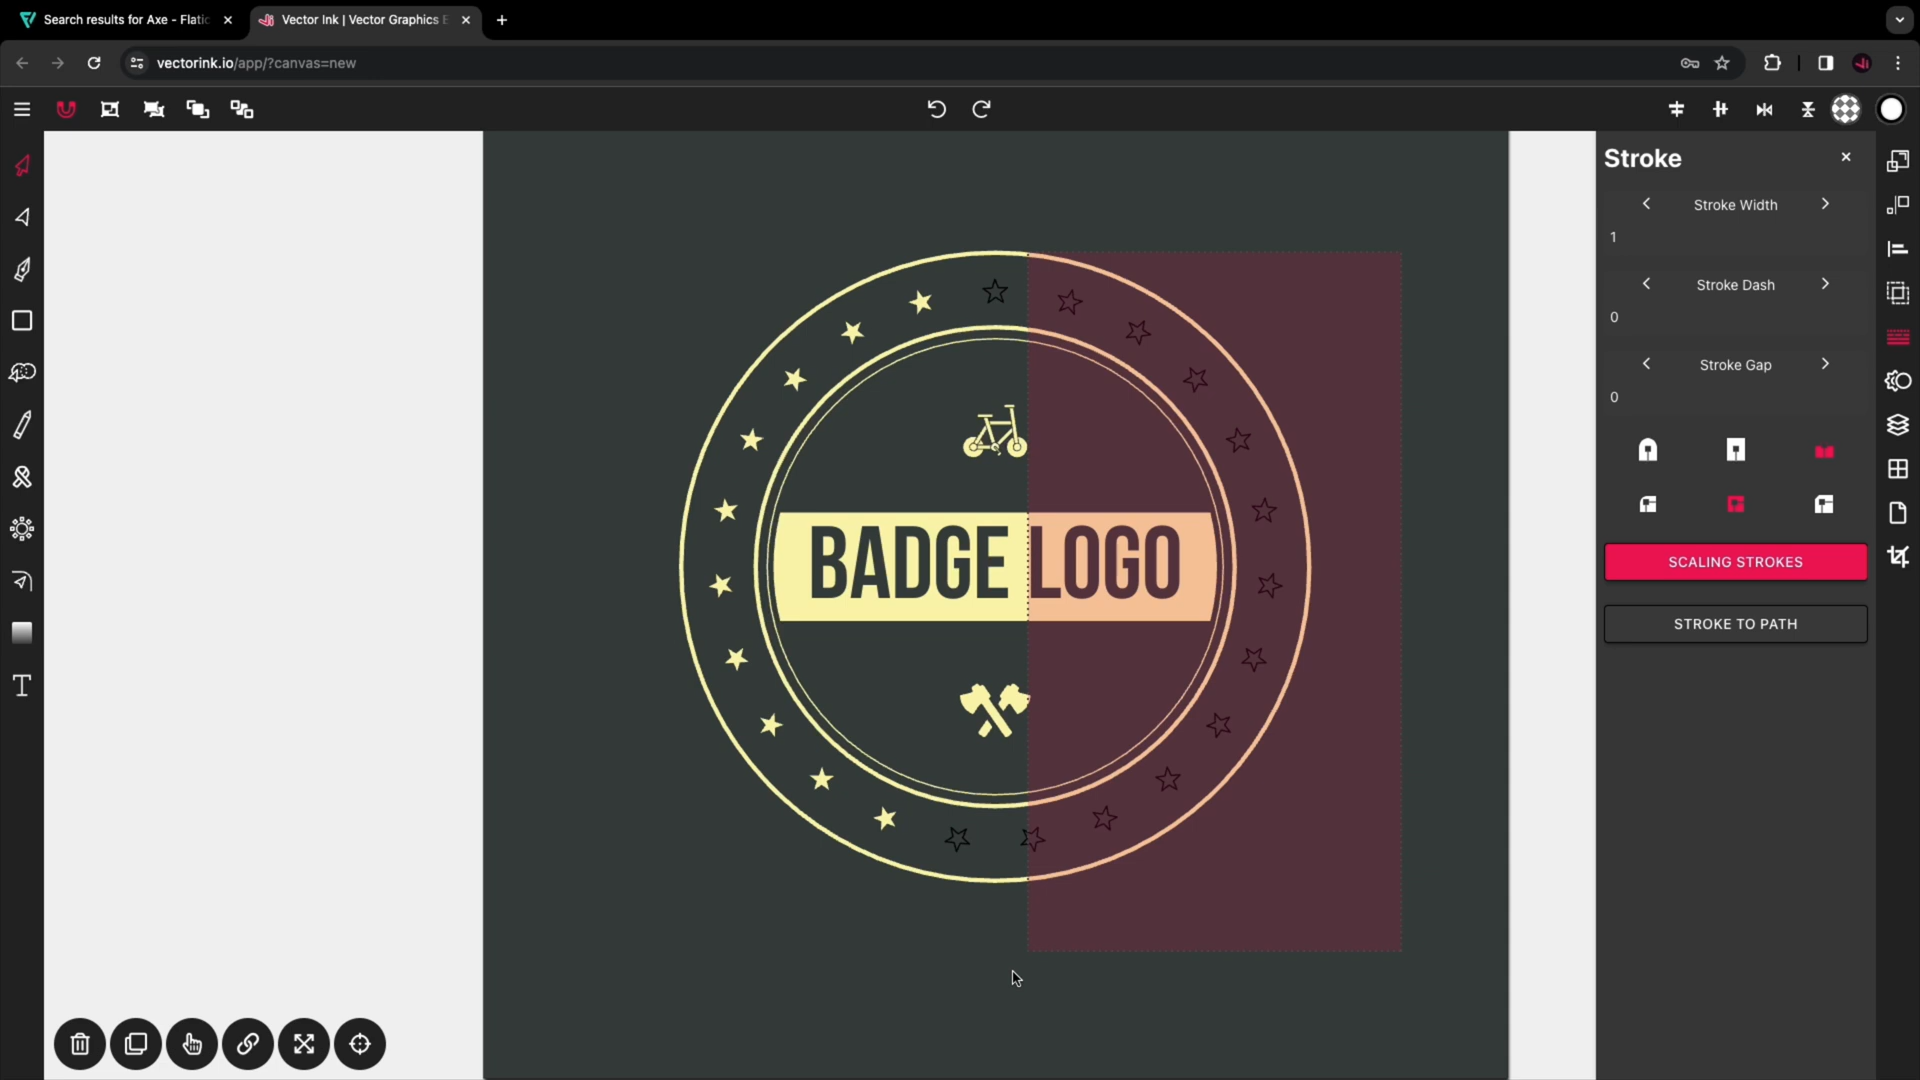 Search results for Axe - Flatic
Vector Ink | Vector Graphics E
vectorink.io/app/?canvas=new
Stroke
Stroke Width
1
Stroke Dash
0
Stroke Gap
0
SCALING STROKES
STROKE TO PATH
BADGE LOGO